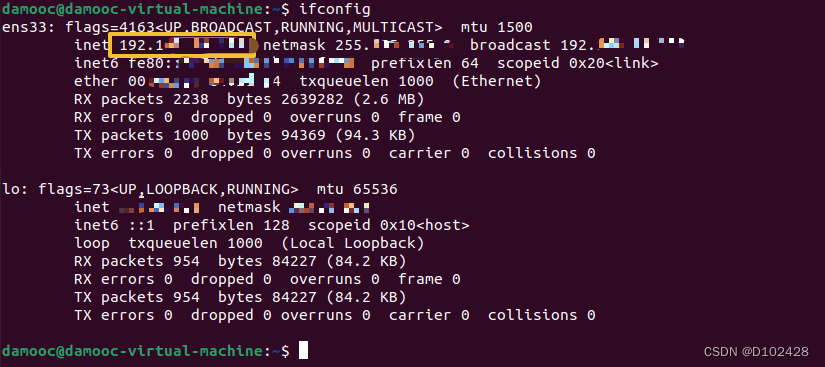 damooc@damooc-virtual-machine:~$ ifconfig
ens33: flags=4163<UP,BROADCAST,RUNNING,MULTICAST>  mtu 1500
inet 192.1 netmask 255. broadcast 192.
inet6 fe80:: prefixlen 64  scopeid 0x20<link>
ether 00 4  txqueuelen 1000  (Ethernet)
RX packets 2238  bytes 2639282 (2.6 MB)
RX errors 0  dropped 0  overruns 0  frame 0
TX packets 1000  bytes 94369 (94.3 KB)
TX errors 0  dropped 0 overruns 0  carrier 0  collisions 0
lo: flags=73<UP,LOOPBACK,RUNNING>  mtu 65536
inet netmask
inet6 ::1  prefixlen 128  scopeid 0x10<host>
loop  txqueuelen 1000  (Local Loopback)
RX packets 954  bytes 84227 (84.2 KB)
RX errors 0  dropped 0  overruns 0  frame 0
TX packets 954  bytes 84227 (84.2 KB)
TX errors 0  dropped 0 overruns 0  carrier 0  collisions 0
damooc@damooc-virtual-machine:~$
CSDN @D102428